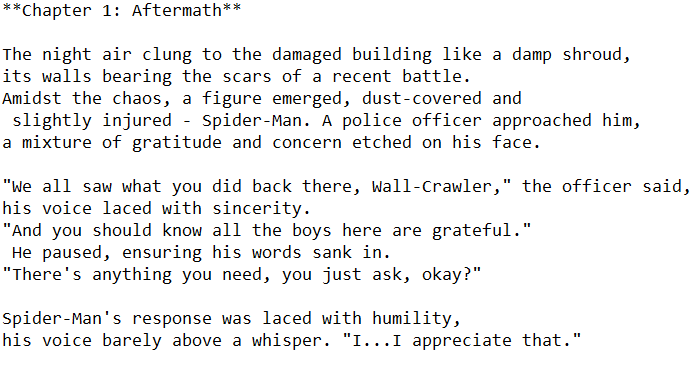 **Chapter 1: Aftermath**
The night air clung to the damaged building like a damp shroud,
its walls bearing the scars of a recent battle.
Amidst the chaos, a figure emerged, dust-covered and
slightly injured - Spider-Man. A police officer approached him,
a mixture of gratitude and concern etched on his face.
"We all saw what you did back there, Wall-Crawler," the officer said,
his voice laced with sincerity.
"And you should know all the boys here are grateful."
He paused, ensuring his words sank in.
"There's anything you need, you just ask, okay?"
Spider-Man's response was laced with humility,
his voice barely above a whisper. "I...I appreciate that."